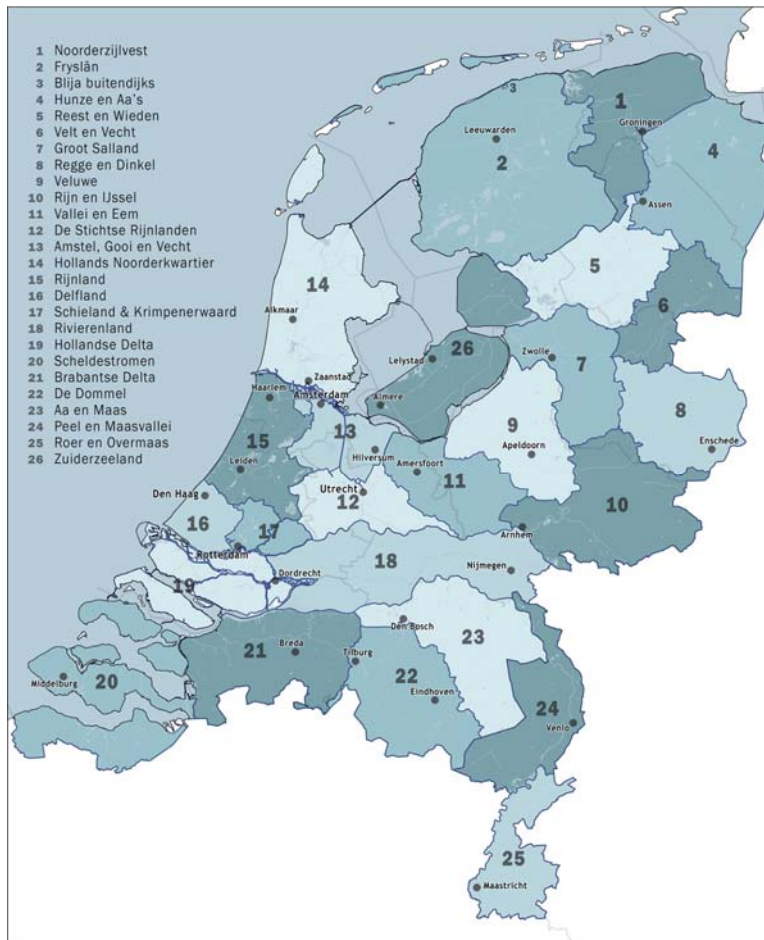 1 Noorderzijlvest
2 Fryslân
3 Blija buitendijks
4 Hunze en Aa's
5 Reest en Wieden
6 Velt en Vecht
7 Groot Salland
8 Regge en Dinkel
9 Veluwe
10 Rijn en IJssel
11 Vallei en Eem
12 De Stichtse Rijnlanden
13 Amstel, Gooi en Vecht
14 Hollands Noorderkwartier
15 Rijnland
16 Delfland
17 Schieland & Krimpenerwaard
18 Rivierenland
19 Hollandse Delta
20 Scheldestromen
21 Brabantse Delta
22 De Dommel
23 Aa en Maas
24 Peel en Maasvallei
25 Roer en Overmaas
26 Zuiderzeeland
3
3
1
Groningen
Leeuwarden
2
4
Assen
5
14
6
Alkmaar
26
Zwolle
Lelystad
7
Zaanstad
Haarlem
Amsterdam
Almere
8
9
13
15
Hilversum
Apeldoorn
Enschede
Leiden
Amersfoort
11
Den Haag
Utrecht
12
10
16
17
Arnhem
Rotterdam
18
Nijmegen
Dordrecht
19
Den Bosch
23
21
Breda
Tilburg
Middelburg
20
22
Eindhoven
24
Venlo
25
Maastricht